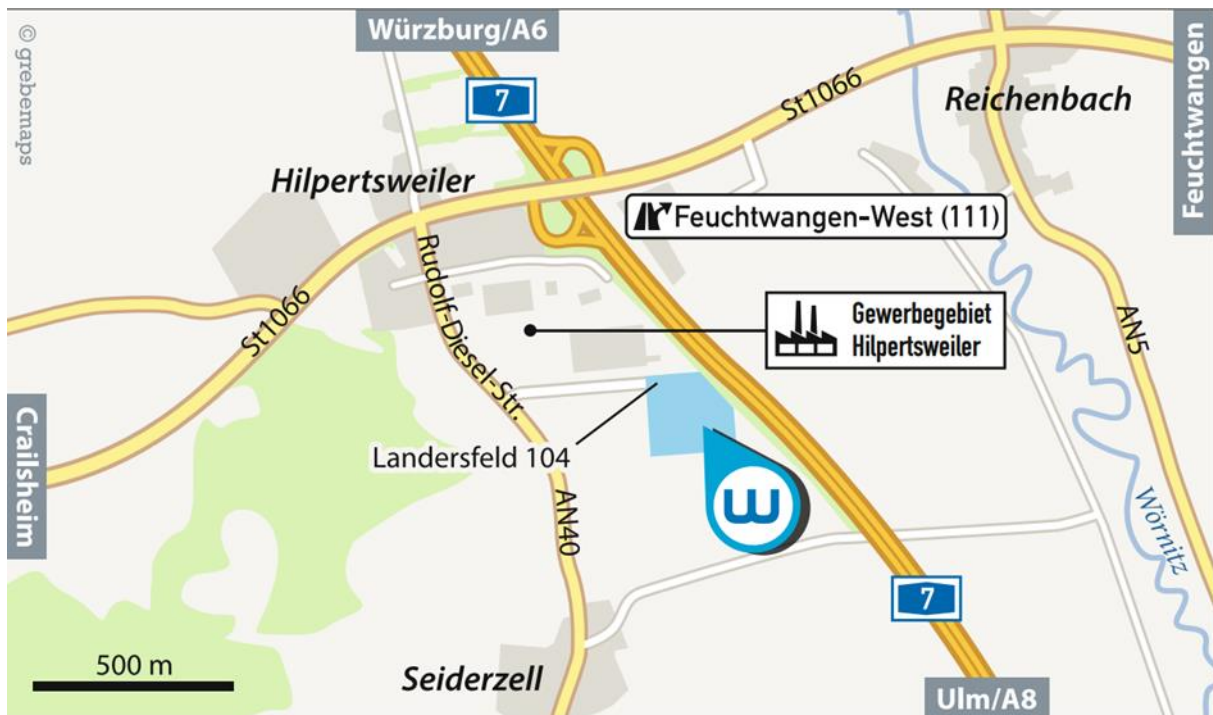 © grebemaps
Würzburg/A6
7
St1066
Reichenbach
Feuchtwangen
Hilpertsweiler
Feuchtwangen-West (111)
Rudolf-Diesel-Str.
St1066
Gewerbegebiet
Hilpertsweiler
AN5
Crailsheim
Landersfeld 104
W
AN40
Wörnitz
7
500 m
Seiderzell
Ulm/A8